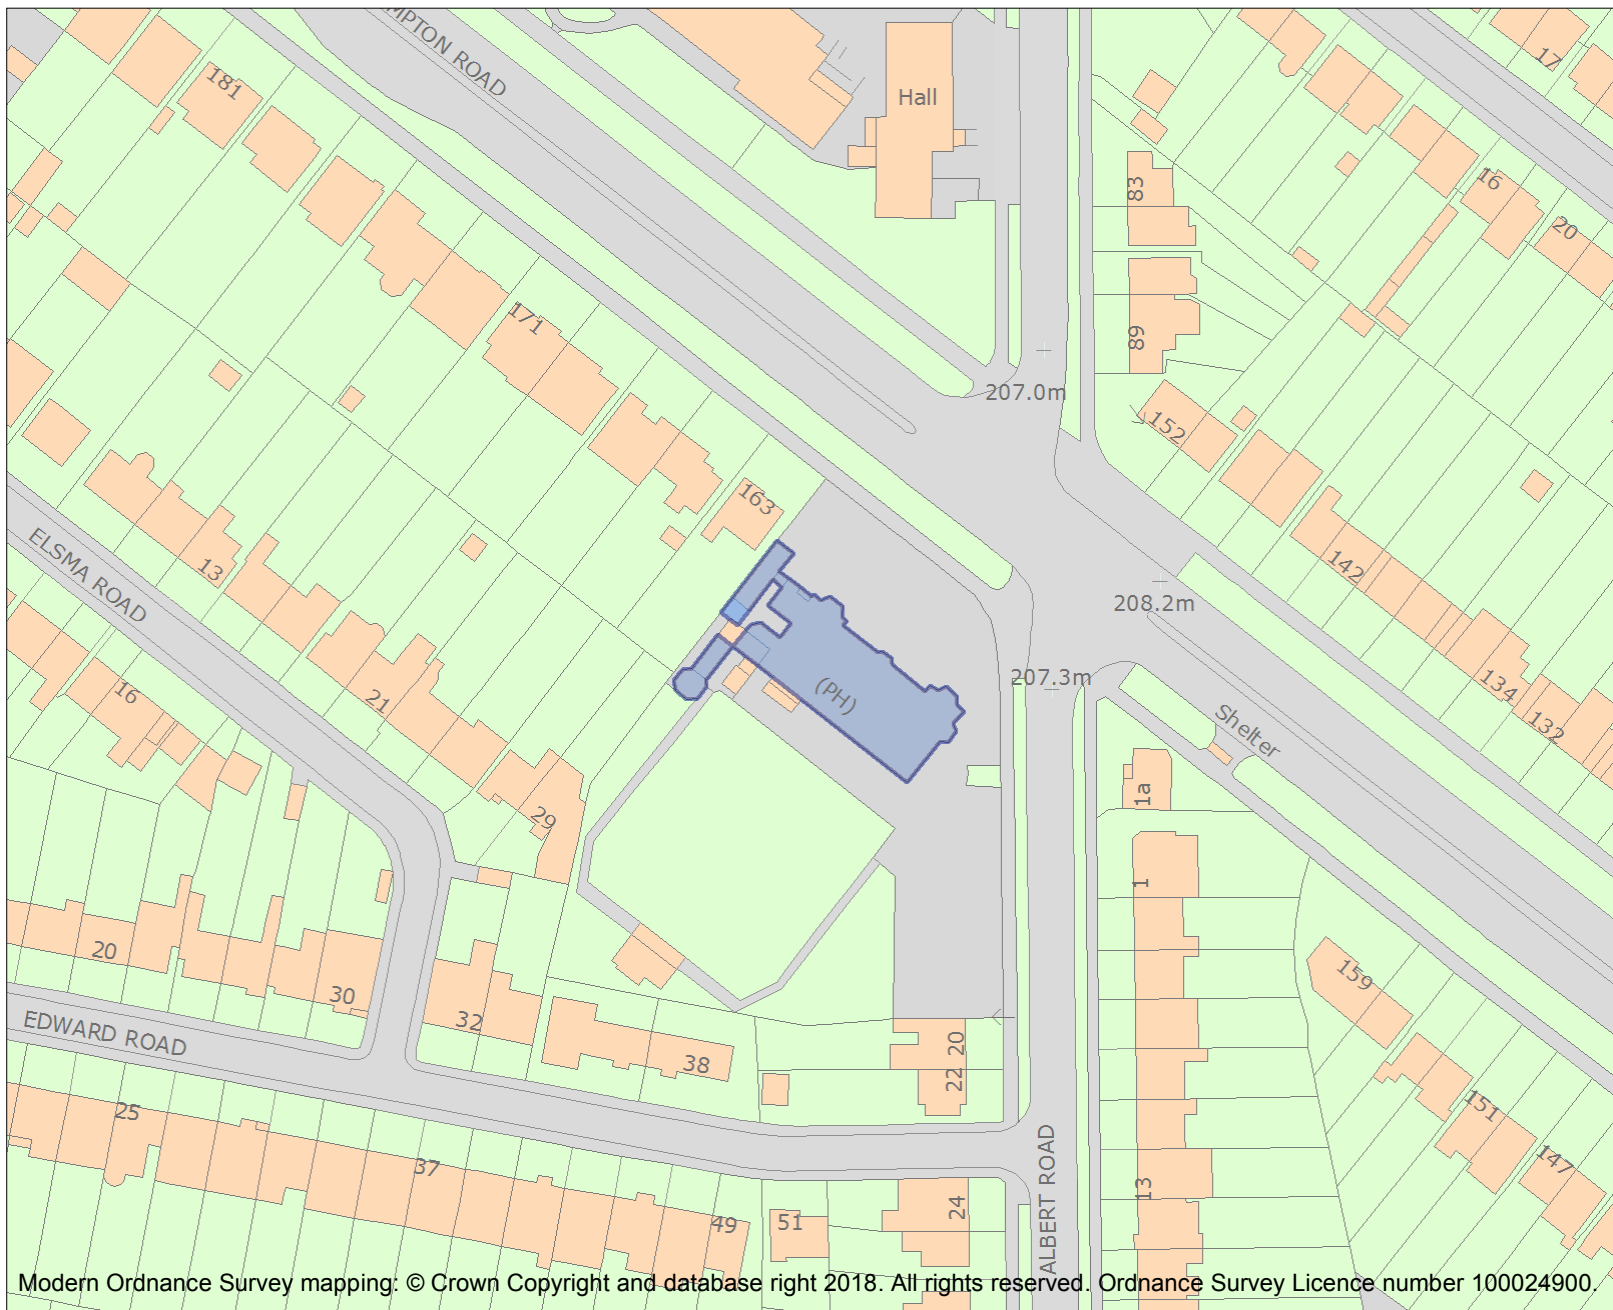 MPTON ROAD
181
Hall
17
83
16
20
171
89
207.0m
152
163
ELSMA ROAD
13
142
208.2m
16
21
(PH)
207.3m
134
132
Shelter
1a
29
1
20
30
159
EDWARD ROAD
32
38
20
22
25
151
37
147
ALBERT ROAD
13
49
51
24
Modern Ordnance Survey mapping: © Crown Copyright and database right 2018. All rights reserved. Ordnance Survey Licence number 100024900.